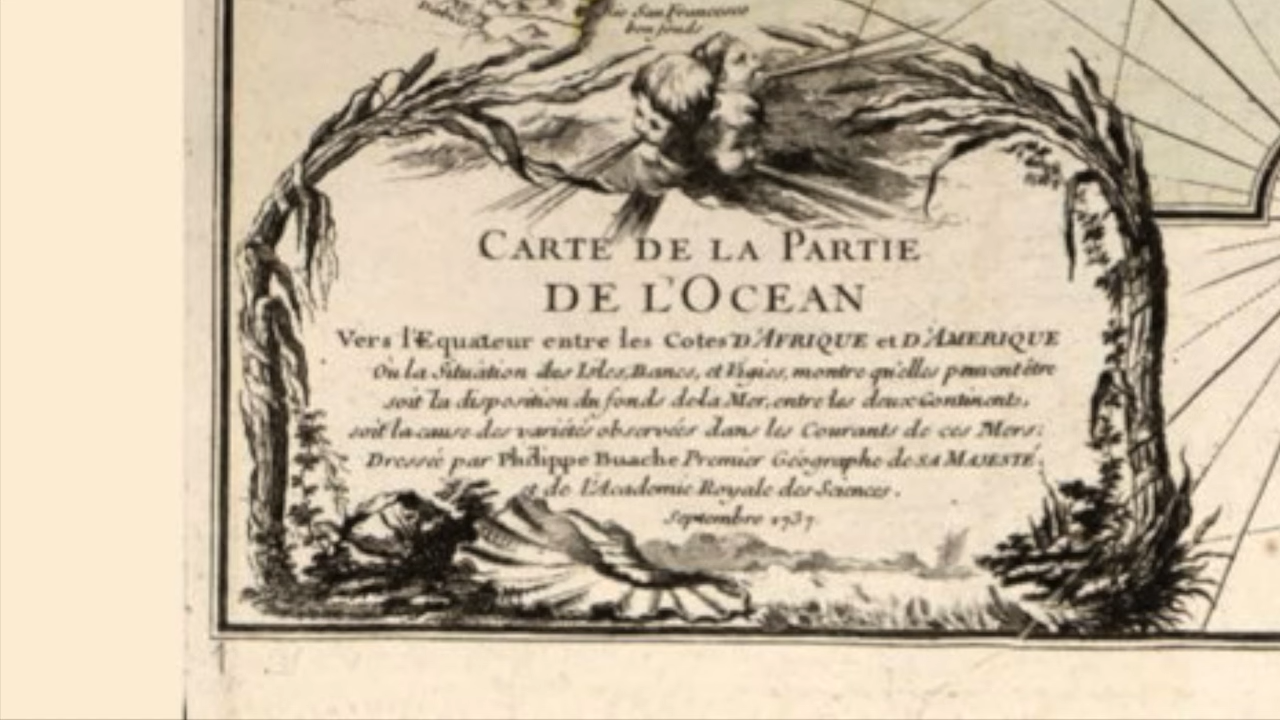 Rio San Francesco
bon fonds
CARTE DE LA PARTIE
DE L'OCEAN
Vers l'Equateur entre les Cotes D'AFRIQUE et D'AMERIQUE
Ou la Situation des Isles, Bancs, et Vigies, montre qu'elles peuvent être
soit la disposition du fonds de la Mer, entre les deux Continents,
soit la cause des variétés observées dans les Courants de ces Mers:
Dressée par Philippe Buache Premier Géographe de SA MAJESTÉ,
et de l'Academie Royale des Sciences.
Septembre 1737